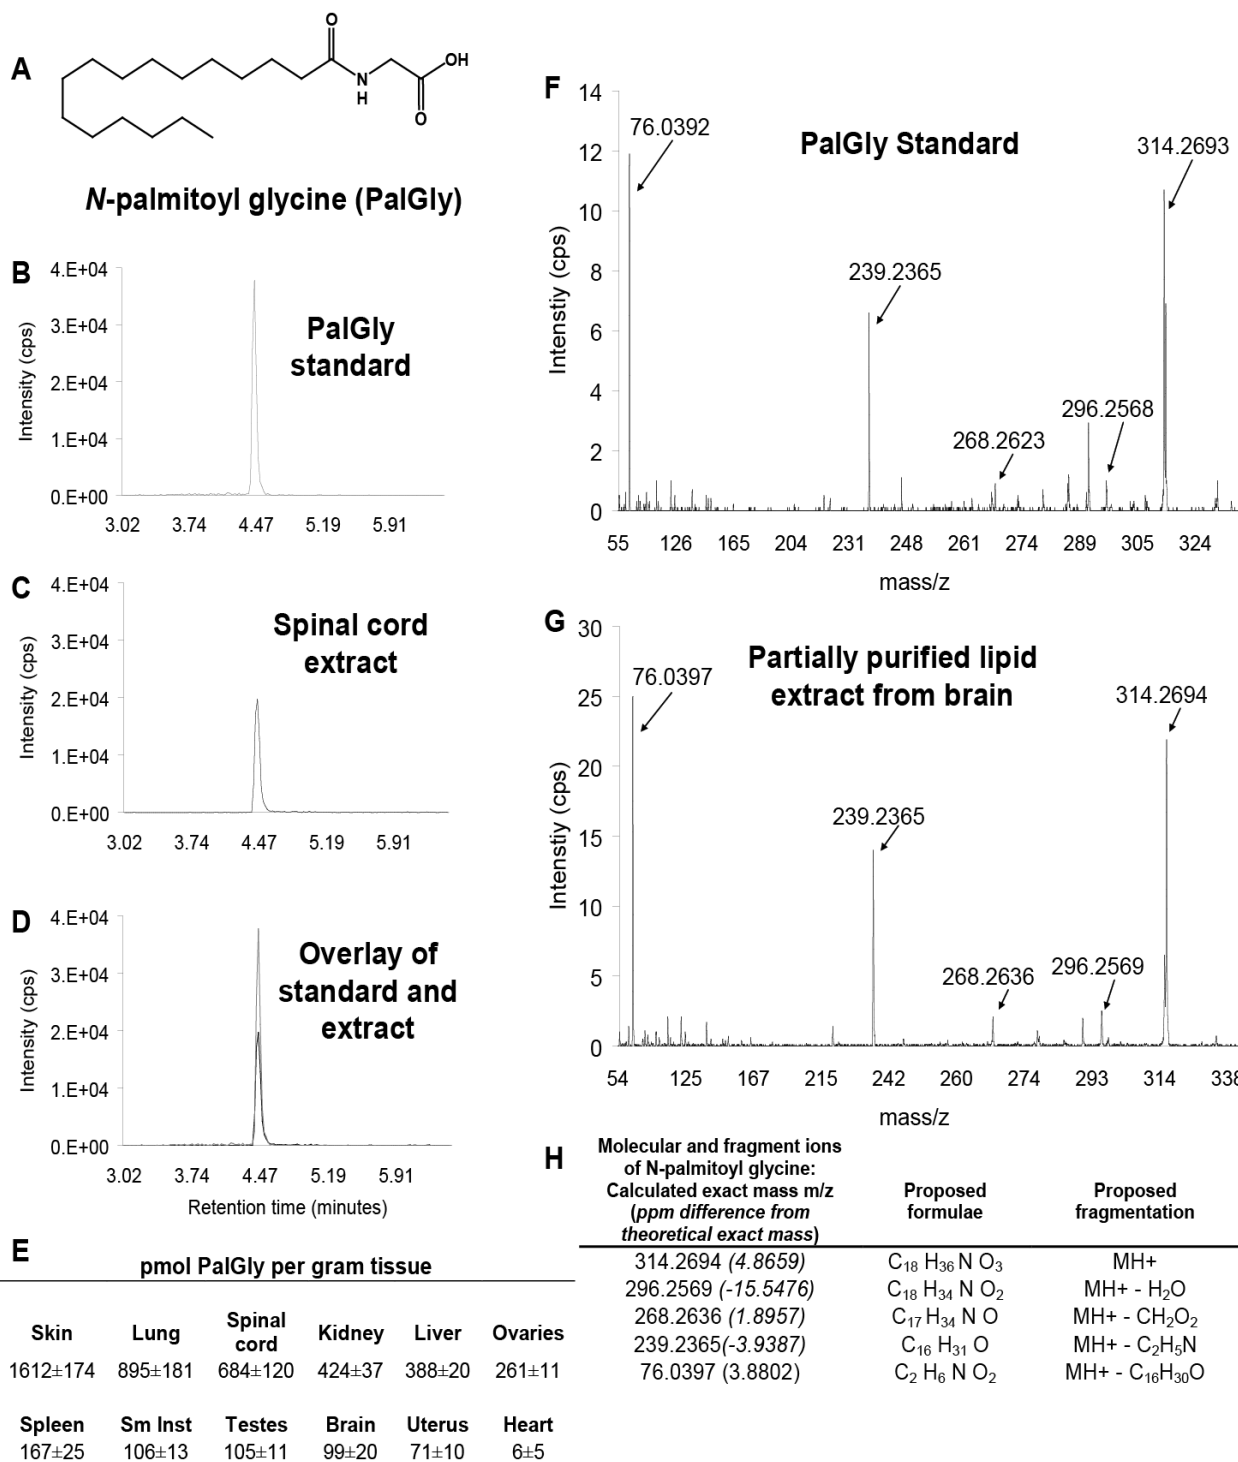 A
O
OH
N
H
O
N-palmitoyl glycine (PalGly)
B
4.E+04
3.E+04
2.E+04
1.E+04
0.E+00
Intensity (cps)
PalGly
standard
3.02 3.74 4.47 5.19 5.91
C
4.E+04
3.E+04
2.E+04
1.E+04
0.E+00
Intensity (cps)
Spinal cord
extract
3.02 3.74 4.47 5.19 5.91
D
4.E+04
3.E+04
2.E+04
1.E+04
0.E+00
Intensity (cps)
Overlay of
standard and
extract
3.02 3.74 4.47 5.19 5.91
Retention time (minutes)
E
pmol PalGly per gram tissue
Skin Lung Spinal cord Kidney Liver Ovaries
1612±174 895±181 684±120 424±37 388±20 261±11
Spleen Sm Inst Testes Brain Uterus Heart
167±25 106±13 105±11 99±20 71±10 6±5
F
14
12
10
8
6
4
2
0
Intenstiy (cps)
PalGly Standard
76.0392
314.2693
239.2365
296.2568
268.2623
55 126 165 204 231 248 261 274 289 305 324
mass/z
G
30
25
20
15
10
5
0
Intenstiy (cps)
Partially purified lipid
extract from brain
76.0397
314.2694
239.2365
268.2636
296.2569
54 125 167 215 242 260 274 293 314 338
mass/z
H
Molecular and fragment ions
of N-palmitoyl glycine:
Calculated exact mass m/z
(ppm difference from
theoretical exact mass)
Proposed
formulae
Proposed
fragmentation
314.2694 (4.8659) C₁₈ H₃₆ N O₃ MH+
296.2569 (-15.5476) C₁₈ H₃₄ N O₂ MH+ - H₂O
268.2636 (1.8957) C₁₇ H₃₄ N O MH+ - CH₂O₂
239.2365(-3.9387) C₁₆ H₃₁ O MH+ - C₂H₅N
76.0397 (3.8802) C₂ H₆ N O₂ MH+ - C₁₆H₃₀O